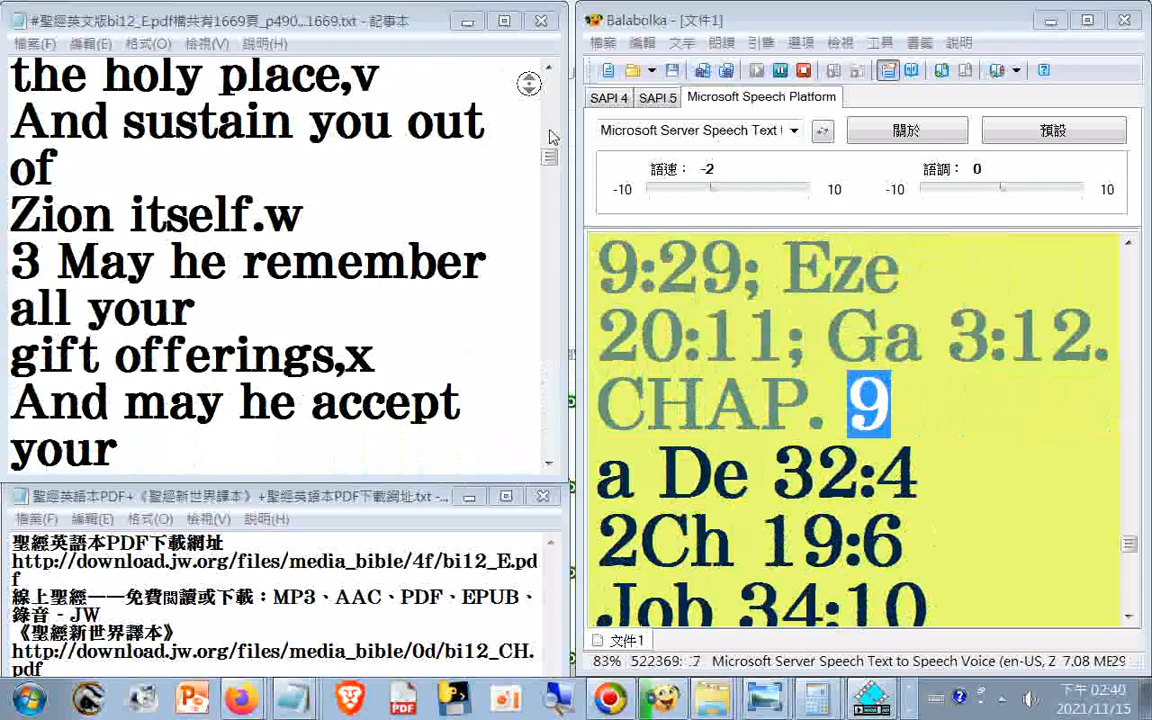 #聖經英文版bi12_E.pdf檔共有1669頁_p490,,,1669.txt - 記事本
檔案(F) 編輯(E) 格式(O) 檢視(V) 說明(H)
the holy place,v
And sustain you out
of
Zion itself.w
3 May he remember
all your
gift offerings,x
And may he accept
your
聖經英語本PDF+《聖經新世界譯本》+聖經英語本PDF下載網址.txt -...
檔案(F) 編輯(E) 格式(O) 檢視(V) 說明(H)
聖經英語本PDF下載網址
http://download.jw.org/files/media_bible/4f/bi12_E.pd
f
線上聖經——免費閱讀或下載：MP3、AAC、PDF、EPUB、
錄音 - JW
《聖經新世界譯本》
http://download.jw.org/files/media_bible/0d/bi12_CH.
pdf
Balabolka - [文件1]
檔案 編輯 文字 朗讀 引擎 選項 檢視 工具 書籤 說明
SAPI 4 SAPI 5 Microsoft Speech Platform
Microsoft Server Speech Text 關於 預設
語速： -2 語調： 0
-10 10 -10 10
9:29; Eze
20:11; Ga 3:12.
CHAP. 9
a De 32:4
2Ch 19:6
Job 34:10
文件1
83% 522369: Microsoft Server Speech Text to Speech Voice (en-US, Z 7.08 ME
下午 02:40
2021/11/15